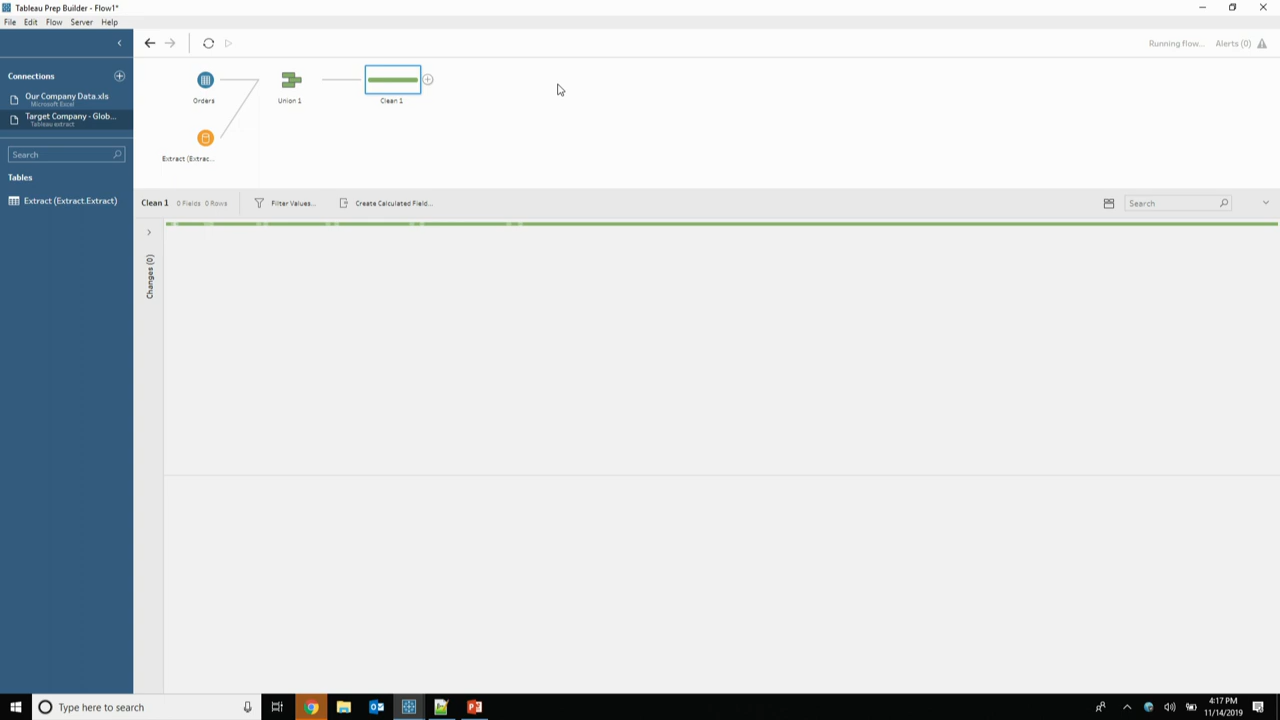 Tableau Prep Builder - Flow1*
File Edit Flow Server Help
Running flow... Alerts (0)
Connections
Our Company Data.xls
Microsoft Excel
Target Company - Glob...
Tableau extract
Search
Tables
Extract (Extract.Extract)
Orders Union 1 Clean 1
Extract (Extrac...
Clean 1 0 Fields 0 Rows Filter Values... Create Calculated Field... Search
Changes (0)
Type here to search
4:17 PM
11/14/2019